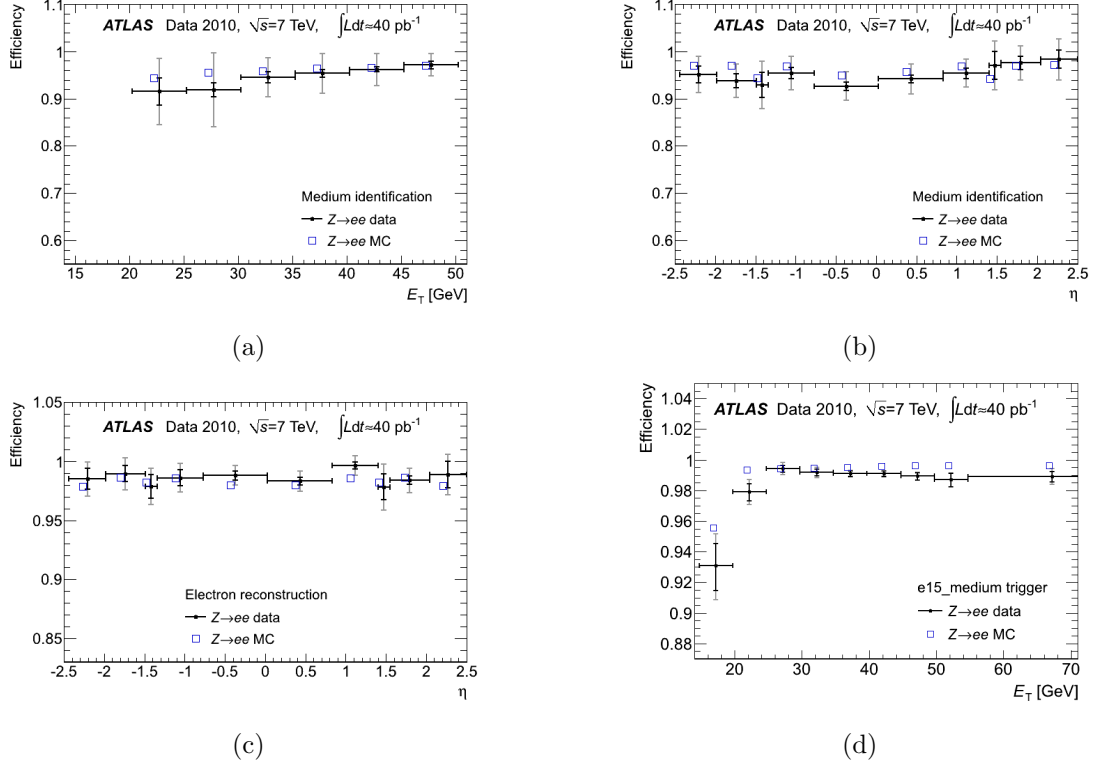 Efficiency
1.1
1
0.9
0.8
0.7
0.6
ATLAS Data 2010, √s=7 TeV, ∫Ldt≈40 pb⁻¹
Medium identification
Z→ee data
Z→ee MC
15 20 25 30 35 40 45 50
E_T [GeV]
(a)
Efficiency
1.1
1
0.9
0.8
0.7
0.6
ATLAS Data 2010, √s=7 TeV, ∫Ldt≈40 pb⁻¹
Medium identification
Z→ee data
Z→ee MC
-2.5 -2 -1.5 -1 -0.5 0 0.5 1 1.5 2 2.5
η
(b)
Efficiency
1.05
1
0.95
0.9
0.85
ATLAS Data 2010, √s=7 TeV, ∫Ldt≈40 pb⁻¹
Electron reconstruction
Z→ee data
Z→ee MC
-2.5 -2 -1.5 -1 -0.5 0 0.5 1 1.5 2 2.5
η
(c)
Efficiency
1.04
1.02
1
0.98
0.96
0.94
0.92
0.9
0.88
ATLAS Data 2010, √s=7 TeV, ∫Ldt≈40 pb⁻¹
e15_medium trigger
Z→ee data
Z→ee MC
20 30 40 50 60 70
E_T [GeV]
(d)